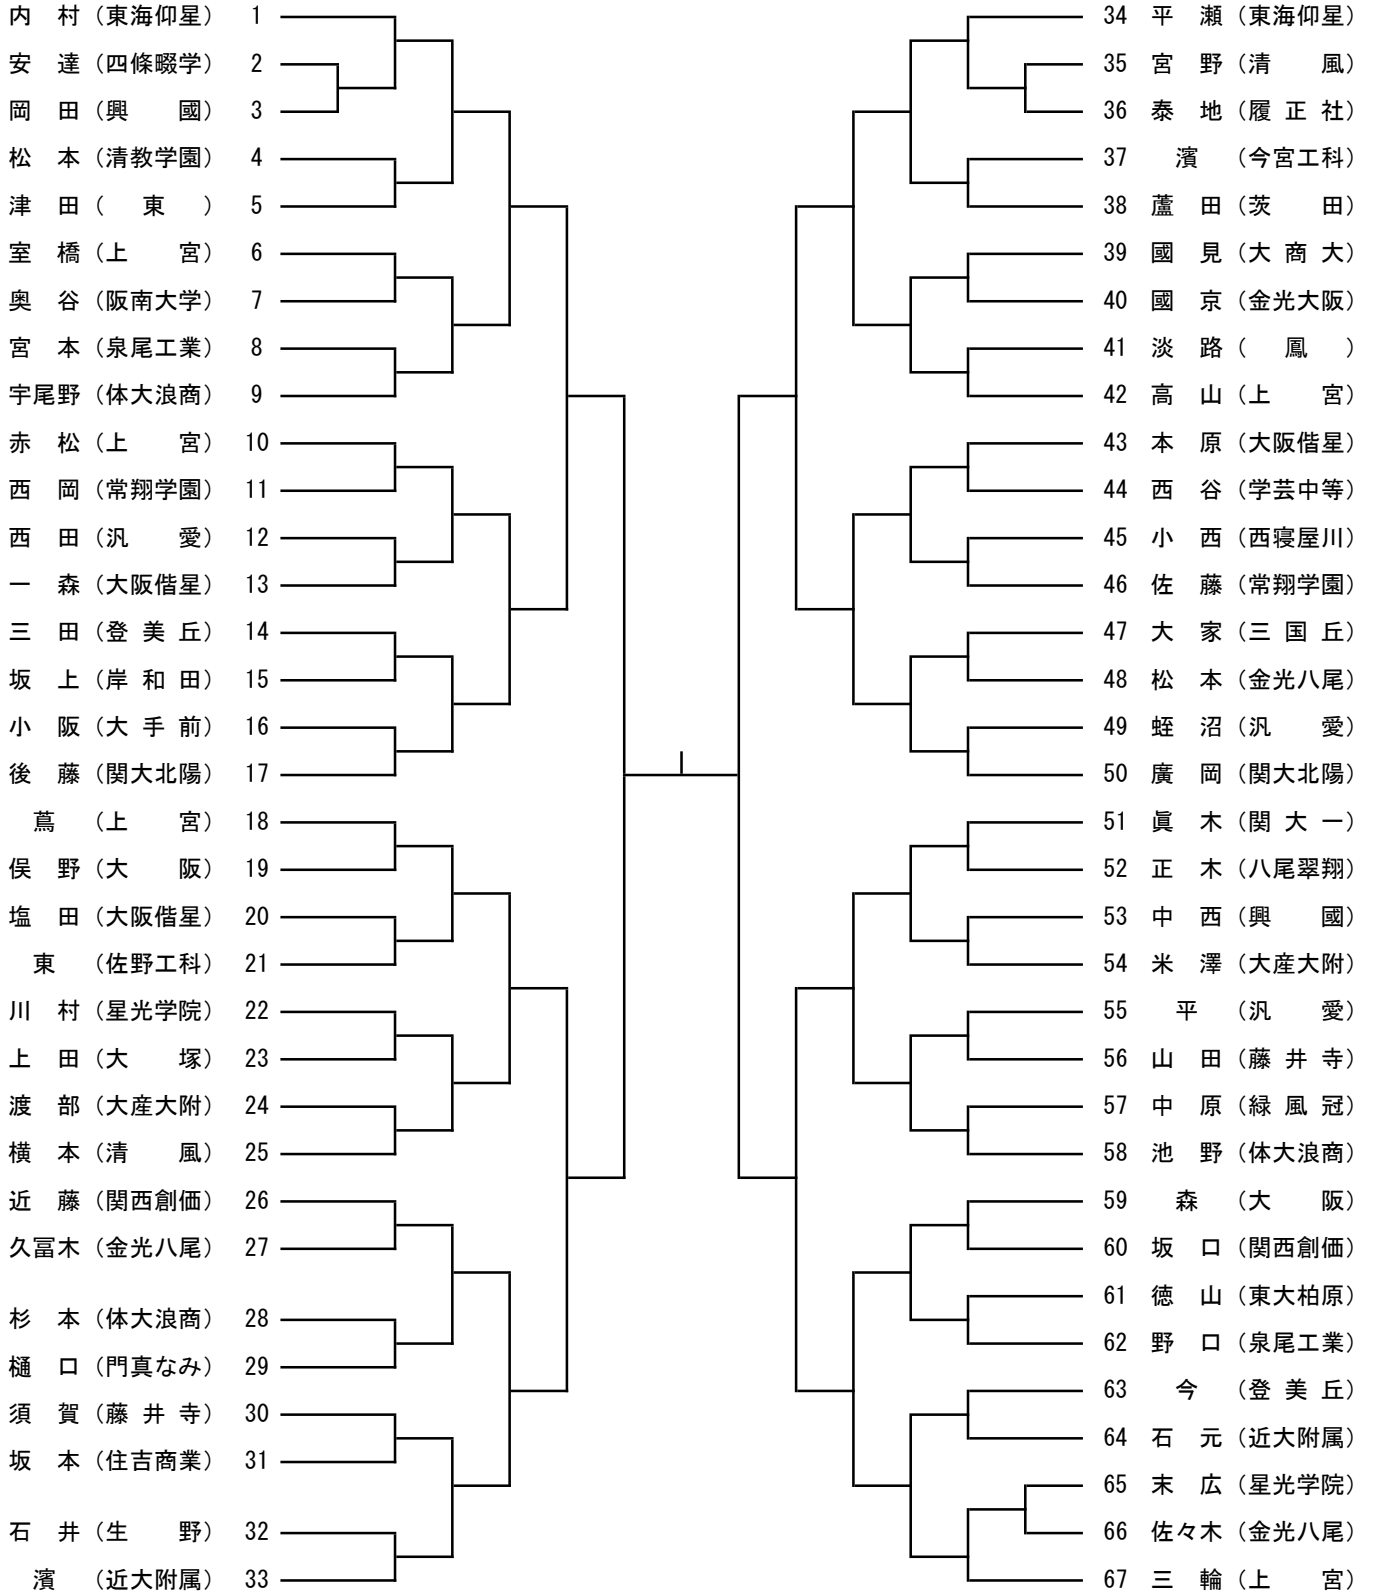 内　村（東海仰星）　1
安　達（四條畷学）　2
岡　田（興　　國）　3
松　本（清教学園）　4
津　田（　東　）　5
室　橋（上　　宮）　6
奥　谷（阪南大学）　7
宮　本（泉尾工業）　8
宇尾野（体大浪商）　9
赤　松（上　　宮）　10
西　岡（常翔学園）　11
西　田（汎　　愛）　12
一　森（大阪偕星）　13
三　田（登 美 丘）　14
坂　上（岸 和 田）　15
小　阪（大 手 前）　16
後　藤（関大北陽）　17
蔦　（上　　宮）　18
俣　野（大　　阪）　19
塩　田（大阪偕星）　20
東　（佐野工科）　21
川　村（星光学院）　22
上　田（大　　塚）　23
渡　部（大産大附）　24
横　本（清　　風）　25
近　藤（関西創価）　26
久冨木（金光八尾）　27
杉　本（体大浪商）　28
樋　口（門真なみ）　29
須　賀（藤 井 寺）　30
坂　本（住吉商業）　31
石　井（生　　野）　32
濱　（近大附属）　33
34　平　瀬（東海仰星）
35　宮　野（清　　風）
36　泰　地（履 正 社）
37　濱　（今宮工科）
38　蘆　田（茨　　田）
39　國　見（大 商 大）
40　國　京（金光大阪）
41　淡　路（　鳳　）
42　高　山（上　　宮）
43　本　原（大阪偕星）
44　西　谷（学芸中等）
45　小　西（西寝屋川）
46　佐　藤（常翔学園）
47　大　家（三 国 丘）
48　松　本（金光八尾）
49　蛭　沼（汎　　愛）
50　廣　岡（関大北陽）
51　眞　木（関 大 一）
52　正　木（八尾翠翔）
53　中　西（興　　國）
54　米　澤（大産大附）
55　平　（汎　　愛）
56　山　田（藤 井 寺）
57　中　原（緑 風 冠）
58　池　野（体大浪商）
59　森　（大　　阪）
60　坂　口（関西創価）
61　徳　山（東大柏原）
62　野　口（泉尾工業）
63　今　（登 美 丘）
64　石　元（近大附属）
65　末　広（星光学院）
66　佐々木（金光八尾）
67　三　輪（上　　宮）